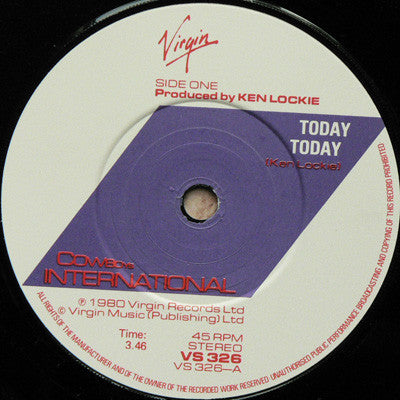 Virgin
SIDE ONE
Produced by KEN LOCKIE
TODAY
TODAY
(Ken Lockie)
COWBOYS
INTERNATIONAL
℗ 1980 Virgin Records Ltd
© Virgin Music (Publishing) Ltd
Time:
3.46
45 RPM
STEREO
VS 326
VS 326–A
ALL RIGHTS OF THE MANUFACTURER AND OF THE OWNER OF THE RECORDED WORK RESERVED. UNAUTHORISED PUBLIC PERFORMANCE BROADCASTING AND COPYING OF THIS RECORD PROHIBITED